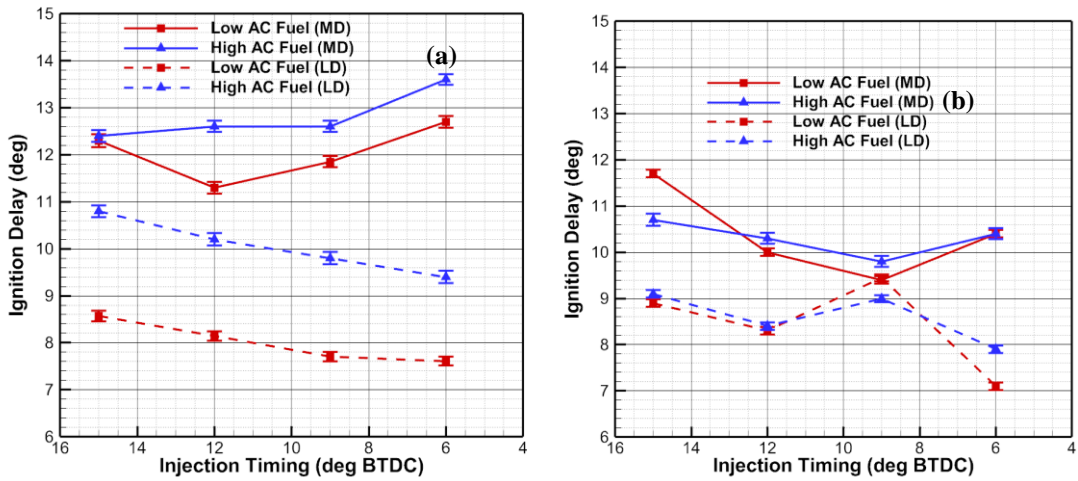 15
14
13
12
11
10
9
8
7
6
Ignition Delay (deg)
Low AC Fuel (MD)
High AC Fuel (MD)
Low AC Fuel (LD)
High AC Fuel (LD)
(a)
16 14 12 10 8 6 4
Injection Timing (deg BTDC)
15
14
13
12
11
10
9
8
7
6
Ignition Delay (deg)
Low AC Fuel (MD)
High AC Fuel (MD)
Low AC Fuel (LD)
High AC Fuel (LD)
(b)
16 14 12 10 8 6 4
Injection Timing (deg BTDC)